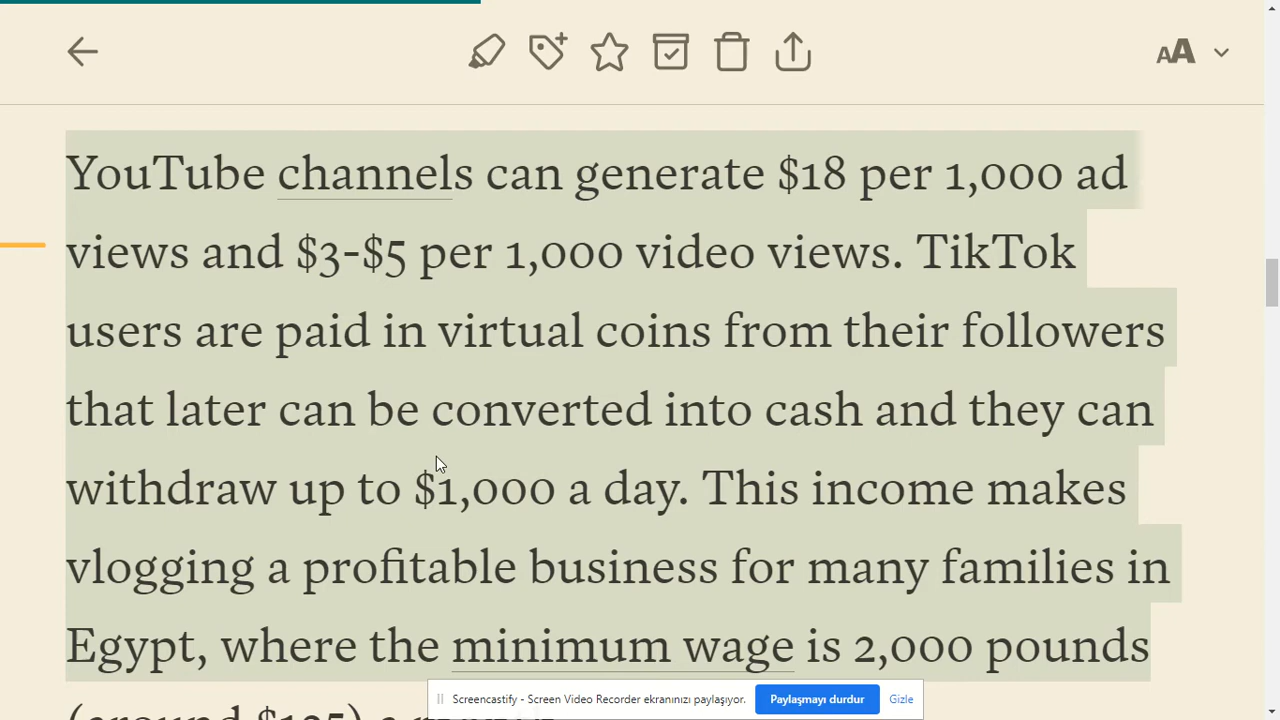 AA
YouTube channels can generate $18 per 1,000 ad
views and $3-$5 per 1,000 video views. TikTok
users are paid in virtual coins from their followers
that later can be converted into cash and they can
withdraw up to $1,000 a day. This income makes
vlogging a profitable business for many families in
Egypt, where the minimum wage is 2,000 pounds
Screencastify - Screen Video Recorder ekranınızı paylaşıyor.
Paylaşmayı durdur
Gizle
(around